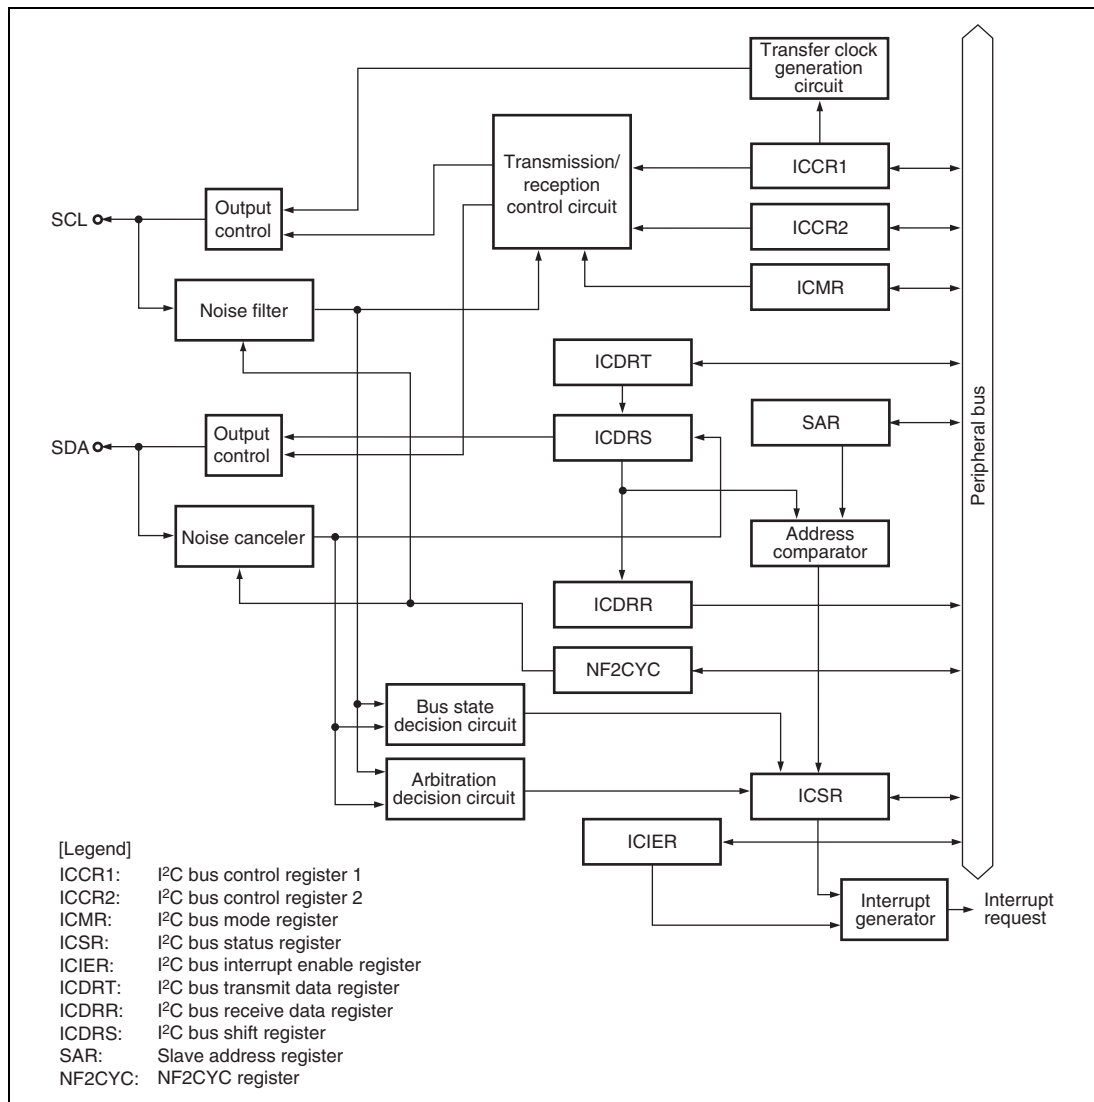 Transfer clock
generation
circuit
Transmission/
reception
control circuit
ICCR1
SCL
Output
control
ICCR2
ICMR
Noise filter
ICDRT
SAR
Peripheral bus
SDA
Output
control
ICDRS
Noise canceler
Address
comparator
ICDRR
NF2CYC
Bus state
decision circuit
Arbitration
decision circuit
ICSR
ICIER
Interrupt
generator
Interrupt
request
[Legend]
ICCR1: I²C bus control register 1
ICCR2: I²C bus control register 2
ICMR: I²C bus mode register
ICSR: I²C bus status register
ICIER: I²C bus interrupt enable register
ICDRT: I²C bus transmit data register
ICDRR: I²C bus receive data register
ICDRS: I²C bus shift register
SAR: Slave address register
NF2CYC: NF2CYC register